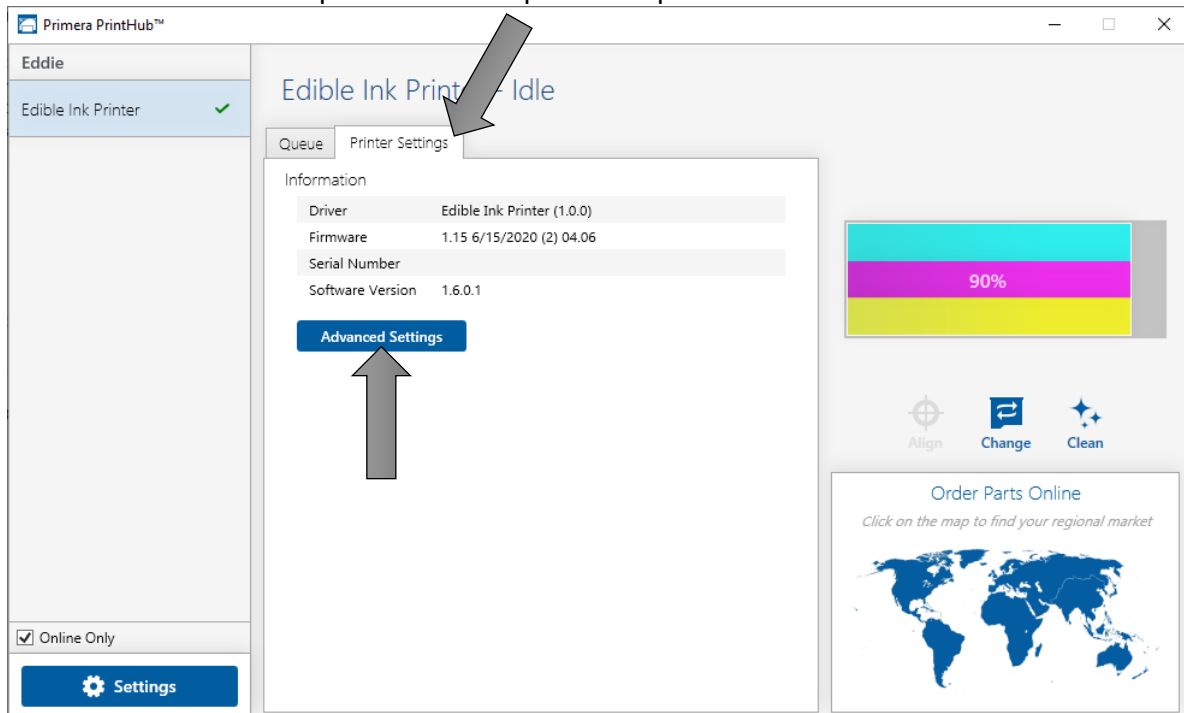 Primera PrintHub™
Eddie
Edible Ink Printer
Online Only
Settings
Edible Ink Printer - Idle
Queue Printer Settings
Information
Driver Edible Ink Printer (1.0.0)
Firmware 1.15 6/15/2020 (2) 04.06
Serial Number
Software Version 1.6.0.1
Advanced Settings
90%
Align Change Clean
Order Parts Online
Click on the map to find your regional market